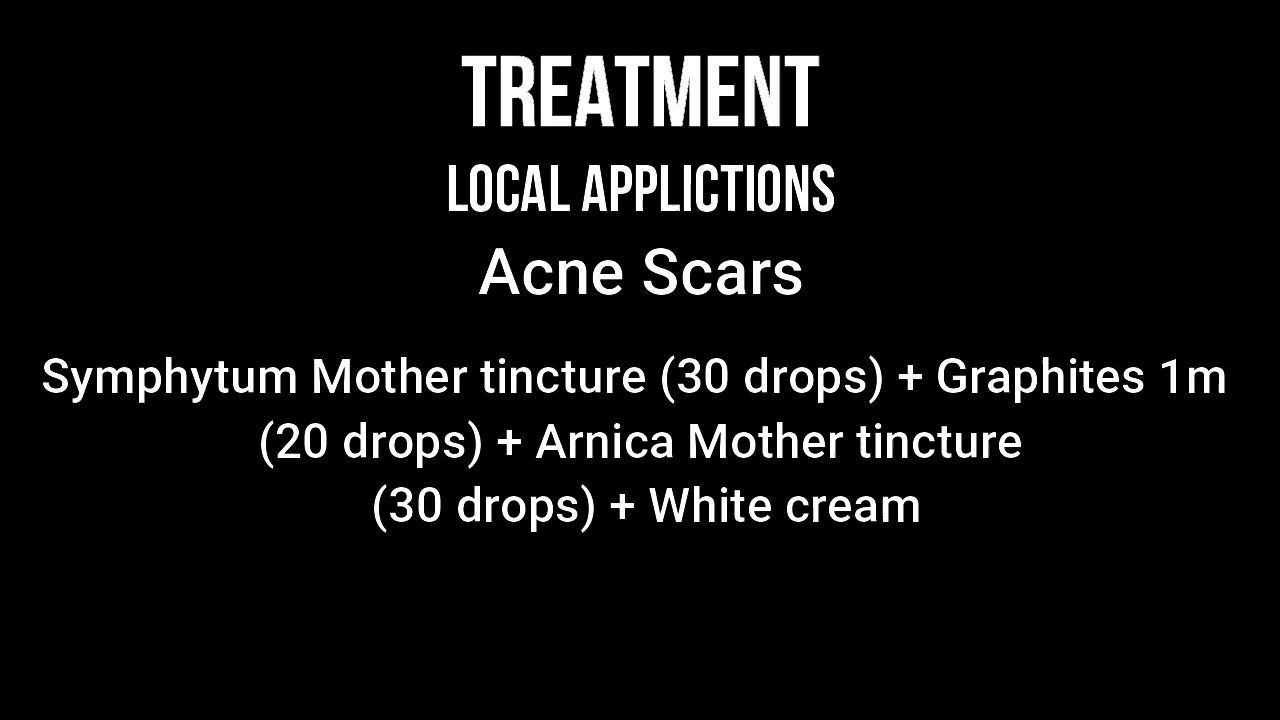 TREATMENT
LOCAL APPLICTIONS
Acne Scars
Symphytum Mother tincture (30 drops) + Graphites 1m
(20 drops) + Arnica Mother tincture
(30 drops) + White cream